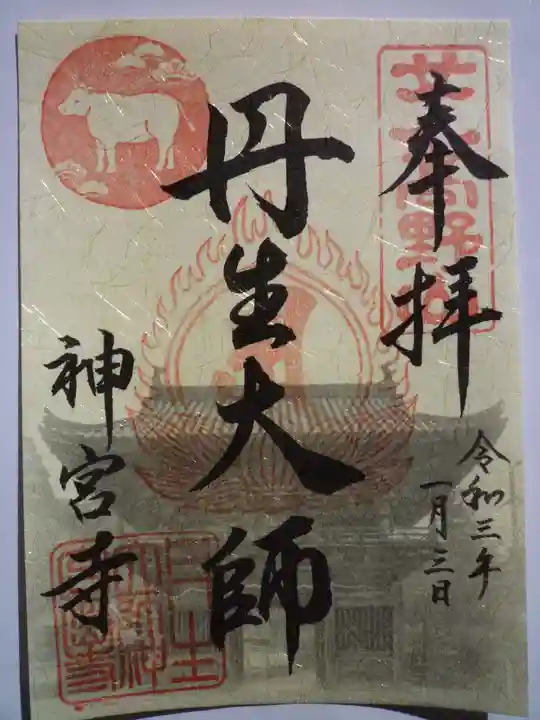 奉拝
令和三年
一月三日
丹生大師
神宮寺